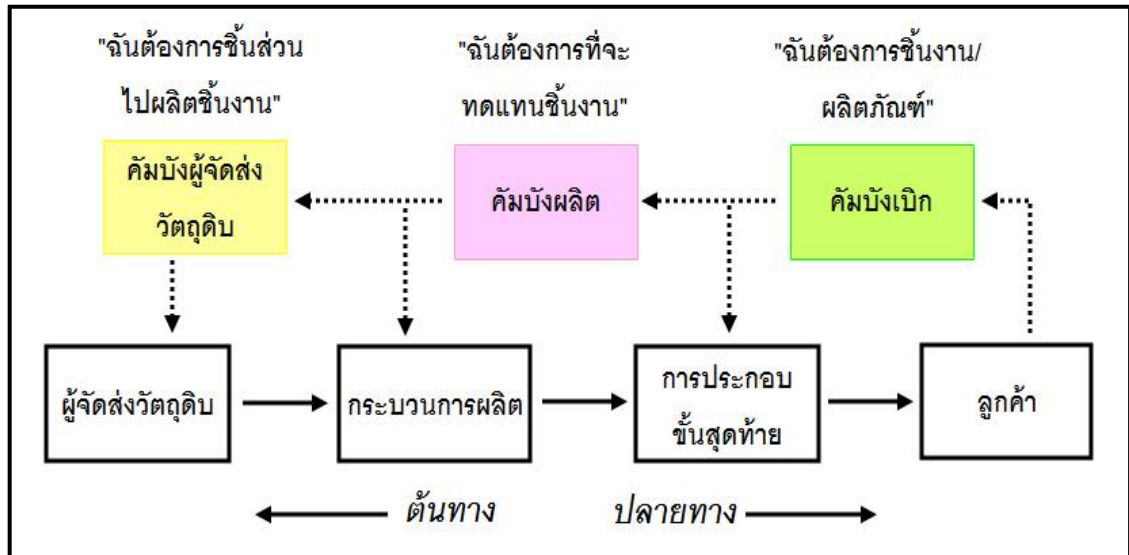 "ฉันต้องการชิ้นส่วน
ไปผลิตชิ้นงาน"
"ฉันต้องการที่จะ
ทดแทนชิ้นงาน"
"ฉันต้องการชิ้นงาน/
ผลิตภัณฑ์"
คัมบังผู้จัดส่ง
วัตถุดิบ
คัมบังผลิต
คัมบังเบิก
ผู้จัดส่งวัตถุดิบ
กระบวนการผลิต
การประกอบ
ขั้นสุดท้าย
ลูกค้า
ต้นทาง
ปลายทาง